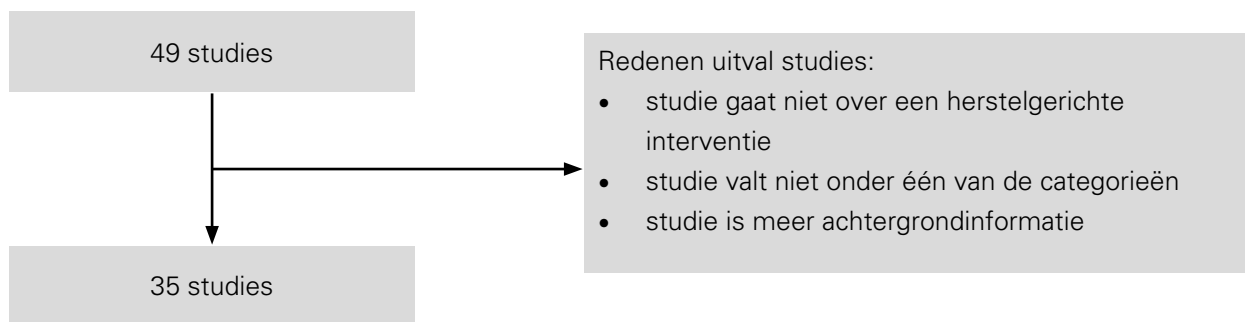 49 studies
Redenen uitval studies:
• studie gaat niet over een herstelgerichte
interventie
• studie valt niet onder één van de categorieën
• studie is meer achtergrondinformatie
35 studies